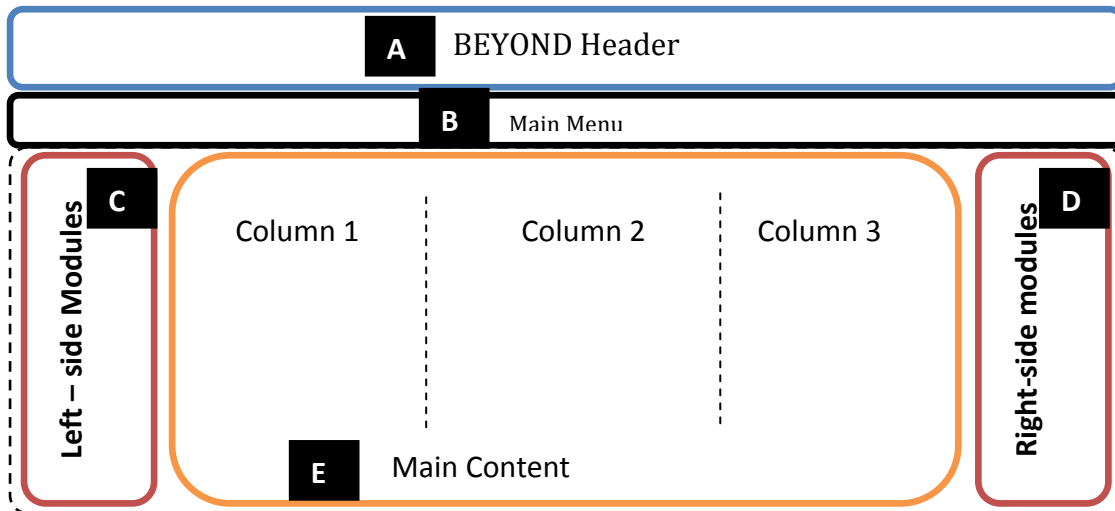 A BEYOND Header
B Main Menu
C
Left – side Modules
Column 1
Column 2
Column 3
E Main Content
D
Right-side modules